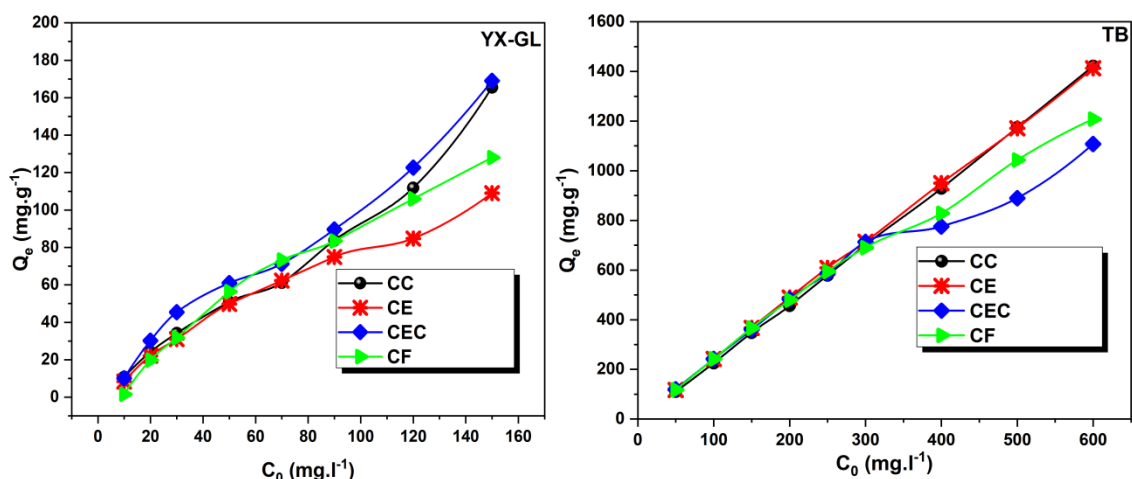 YX-GL
200
180
160
140
120
100
80
60
40
20
0
Qe (mg.g-1)
CC
CE
CEC
CF
0 20 40 60 80 100 120 140 160
C0 (mg.l-1)
TB
1600
1400
1200
1000
800
600
400
200
0
Qe (mg.g-1)
CC
CE
CEC
CF
100 200 300 400 500 600
C0 (mg.l-1)